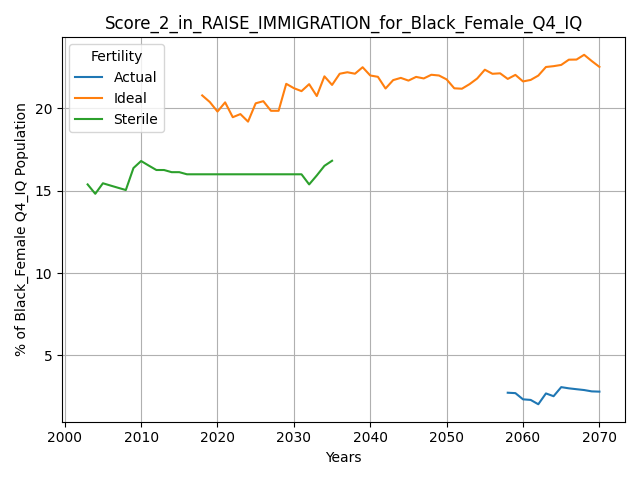 Score_2_in_RAISE_IMMIGRATION_for_Black_Female_Q4_IQ
Fertility
Actual
Ideal
Sterile
% of Black_Female Q4_IQ Population
20
15
10
5
2000 2010 2020 2030 2040 2050 2060 2070
Years